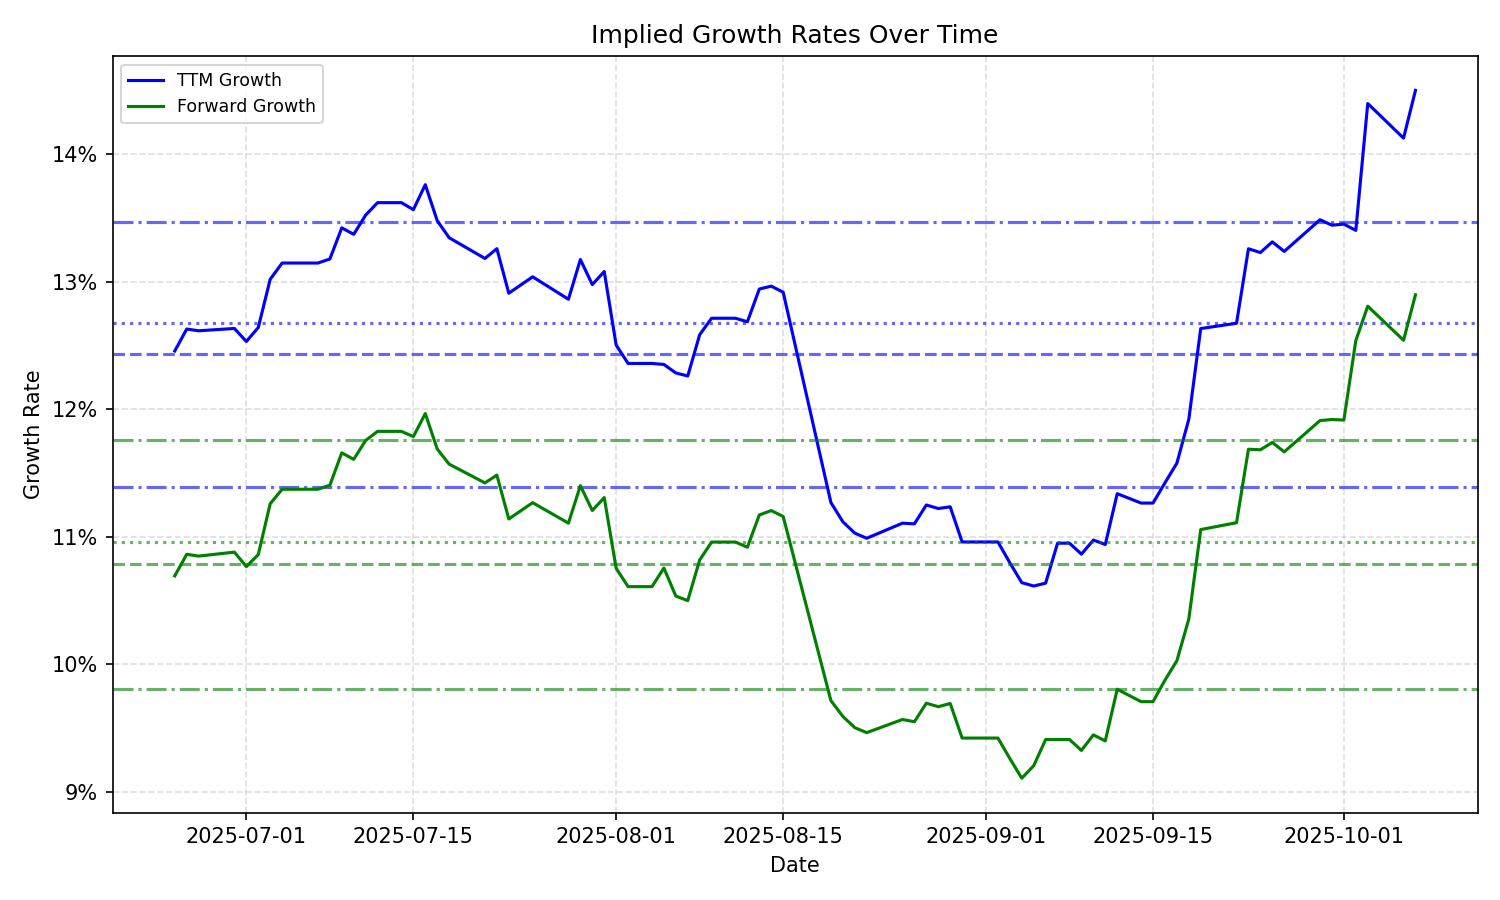 Implied Growth Rates Over Time
TTM Growth
Forward Growth
14%
13%
12%
11%
10%
9%
Growth Rate
2025-07-01
2025-07-15
2025-08-01
2025-08-15
2025-09-01
2025-09-15
2025-10-01
Date